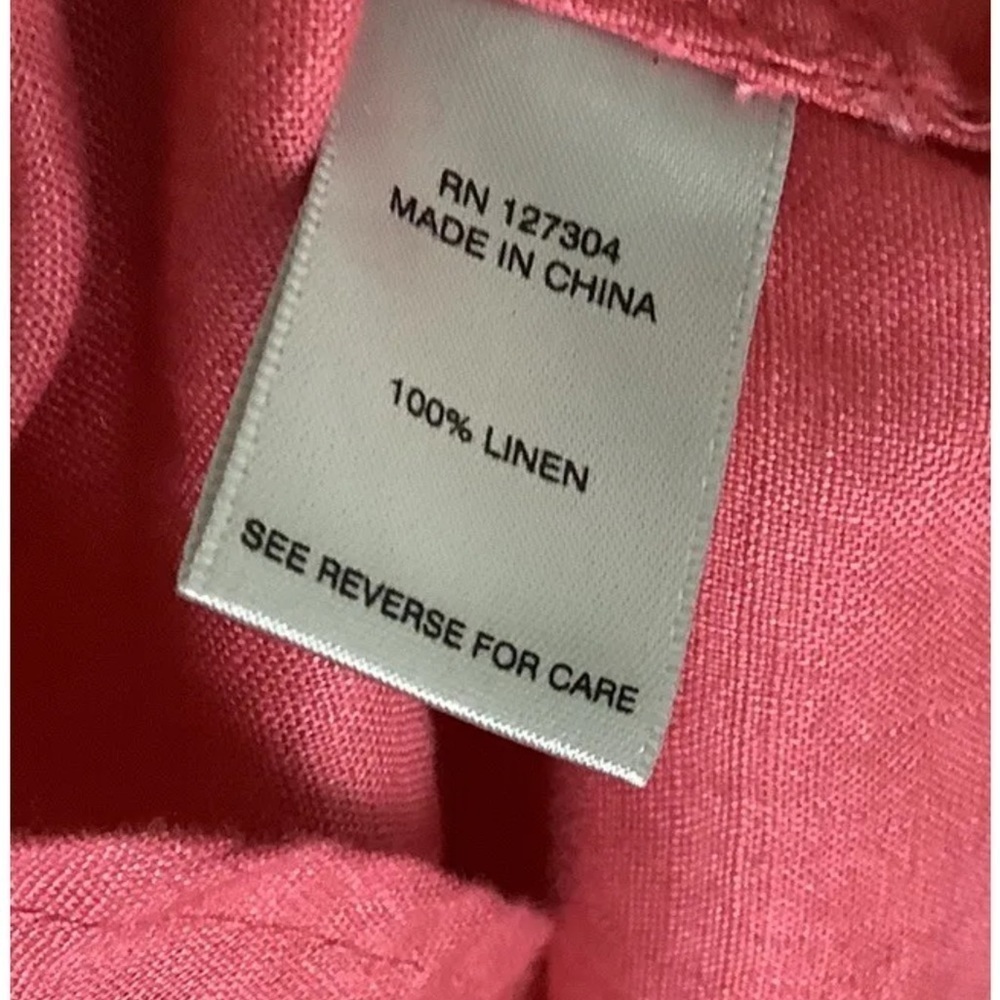 RN 127304
MADE IN CHINA
100% LINEN
SEE REVERSE FOR CARE